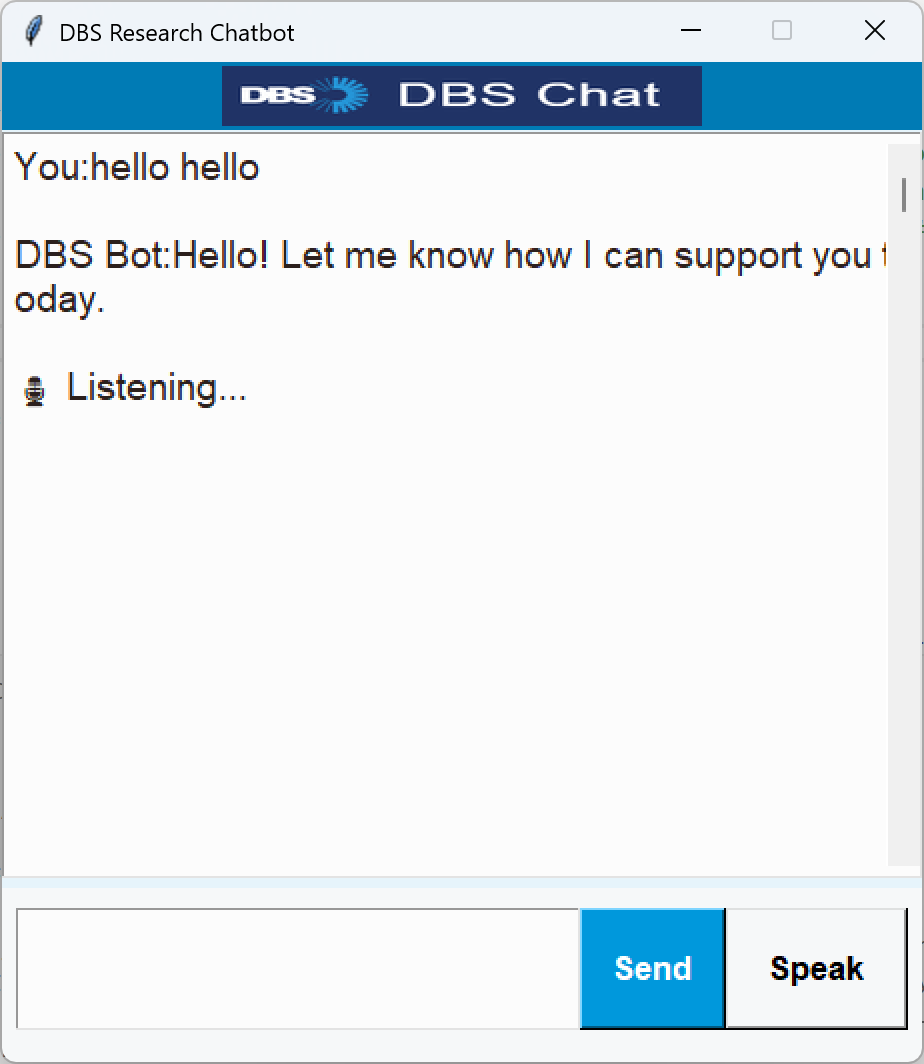 DBS Research Chatbot
DBS DBS Chat
You:hello hello
DBS Bot:Hello! Let me know how I can support you t
oday.
Listening...
Send Speak